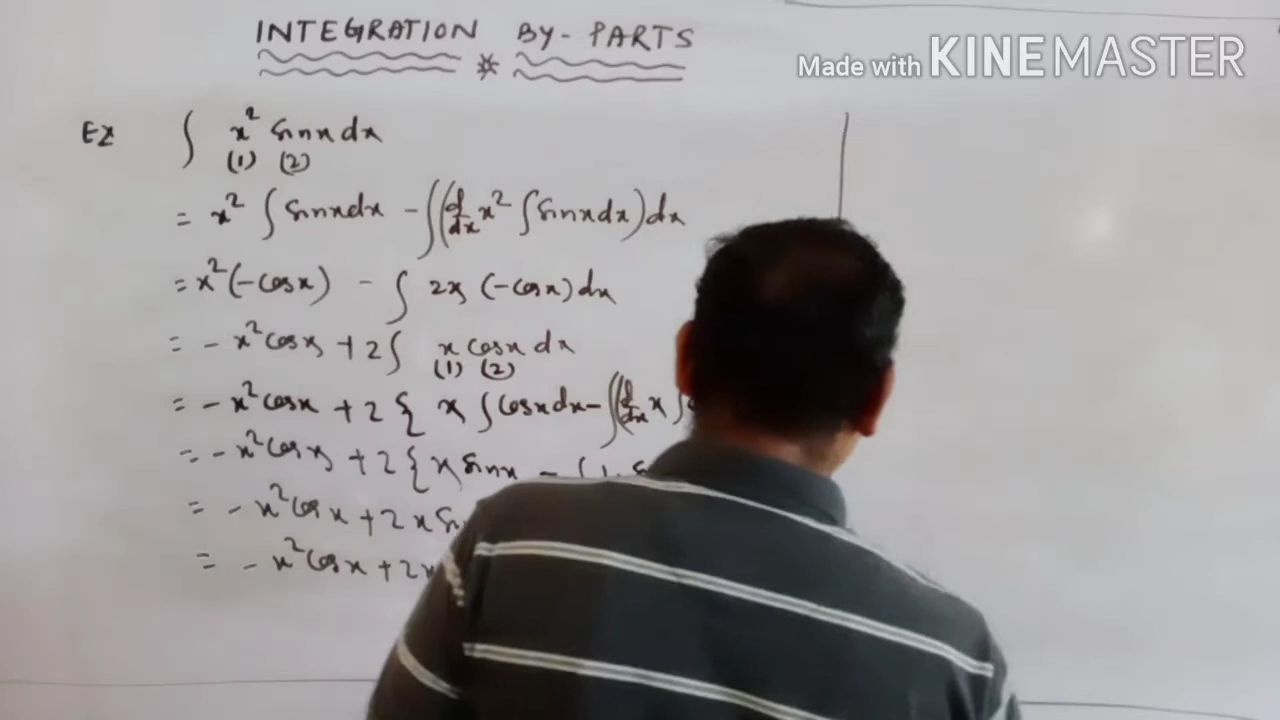 INTEGRATION BY-PARTS
Made with KINEMASTER
Ex ∫ x² sinx dx
(1) (2)
= x² ∫ sinx dx - ∫((d/dx x² ∫ sinx dx) dx
= x² (-cosx) - ∫ 2x (-cosx) dx
= - x² cosx + 2 ∫ x cosx dx
(1) (2)
= - x² cosx + 2 { x ∫ cosx dx - ∫((d/dx x ∫
= - x² cosx + 2 { x sinx - ∫ 1.
= - x² cosx + 2x
= - x² cosx + 2x